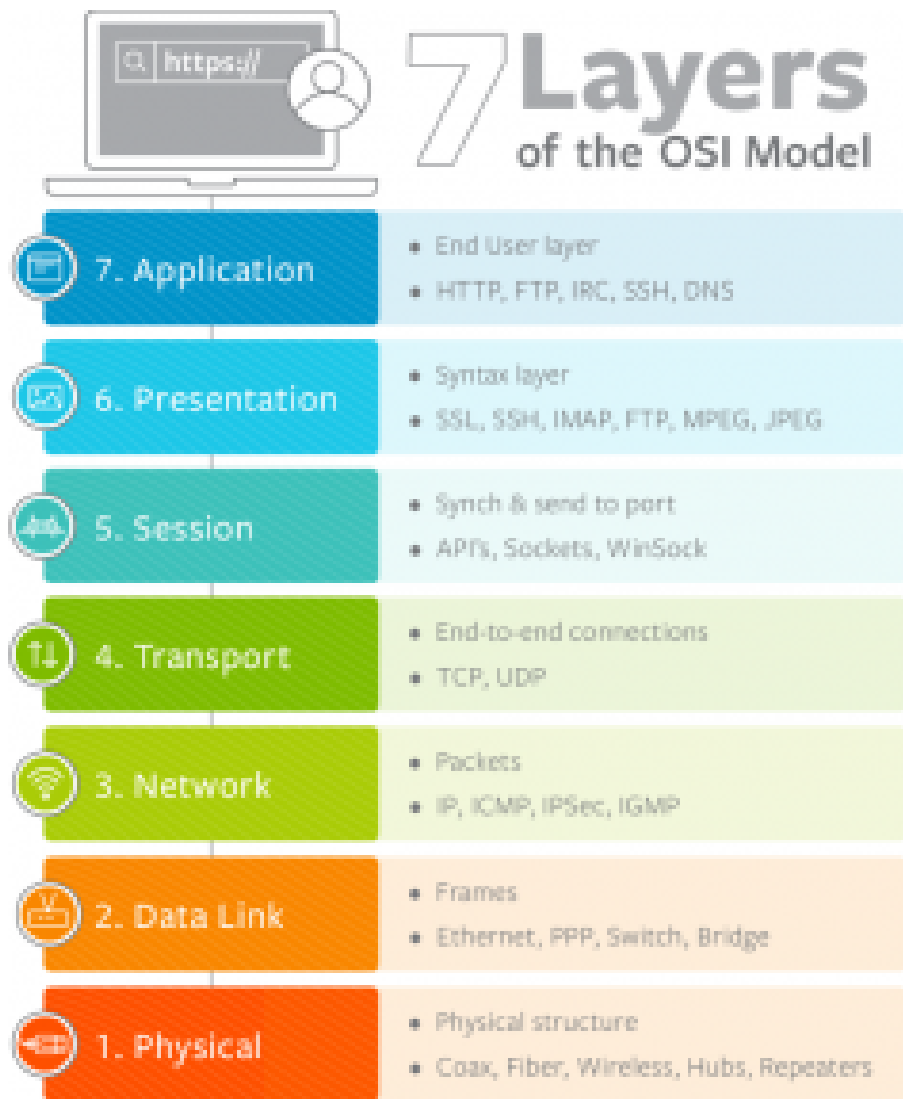 https://
7 Layers
of the OSI Model
7. Application
• End User layer
• HTTP, FTP, IRC, SSH, DNS
6. Presentation
• Syntax layer
• SSL, SSH, IMAP, FTP, MPEG, JPEG
5. Session
• Synch & send to port
• API's, Sockets, WinSock
4. Transport
• End-to-end connections
• TCP, UDP
3. Network
• Packets
• IP, ICMP, IPSec, IGMP
2. Data Link
• Frames
• Ethernet, PPP, Switch, Bridge
1. Physical
• Physical structure
• Coax, Fiber, Wireless, Hubs, Repeaters